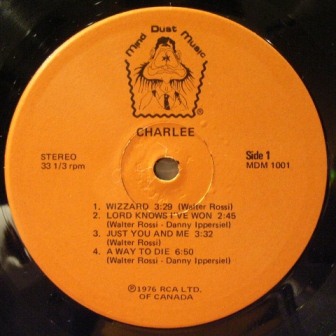 Mind Dust Music
CHARLEE
STEREO
33 1/3 rpm
Side 1
MDM 1001
1. WIZZARD 3:29 (Walter Rossi)
2. LORD KNOWS I'VE WON 2:45
(Walter Rossi - Danny Ippersiel)
3. JUST YOU AND ME 3:32
(Walter Rossi)
4. A WAY TO DIE 6:50
(Walter Rossi - Danny Ippersiel)
℗1976 RCA LTD.
OF CANADA